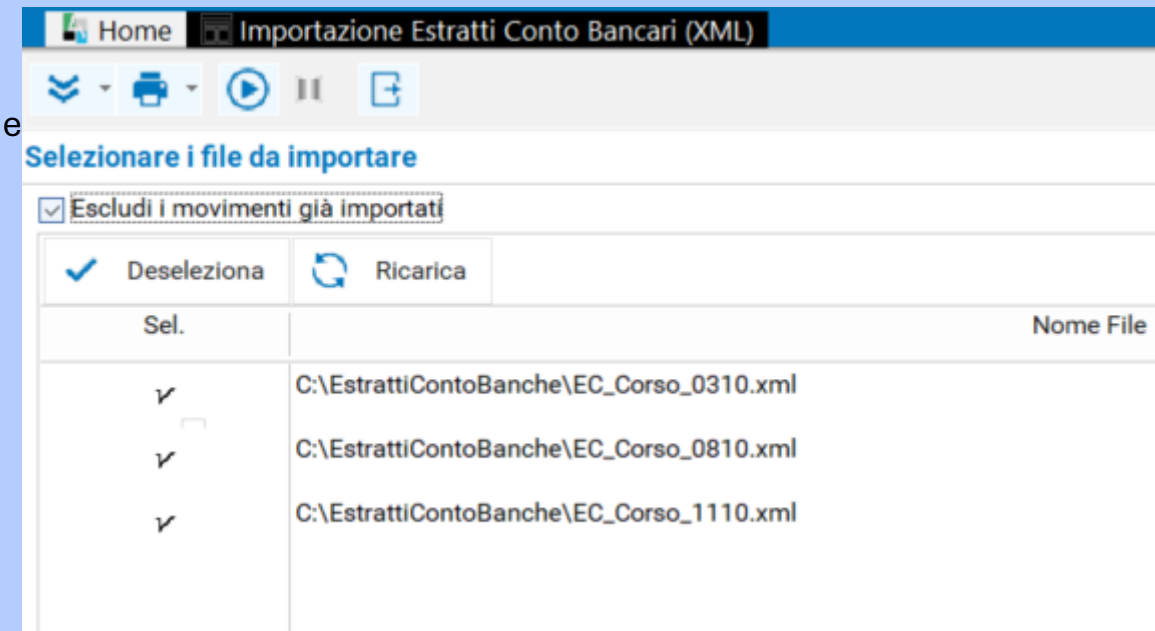 Home Importazione Estratti Conto Bancari (XML)
e
Selezionare i file da importare
Escludi i movimenti già importati
Deseleziona Ricarica
Sel. Nome File
C:\EstrattiContoBanche\EC_Corso_0310.xml
C:\EstrattiContoBanche\EC_Corso_0810.xml
C:\EstrattiContoBanche\EC_Corso_1110.xml